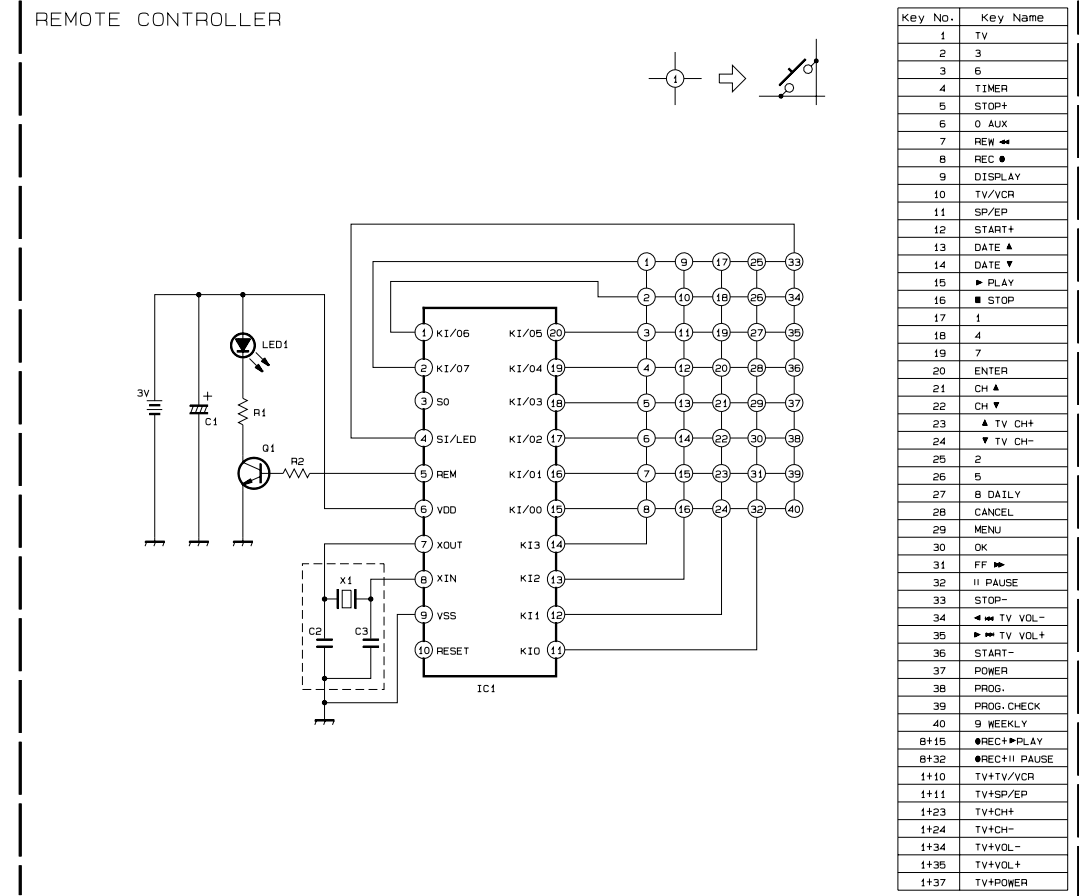 REMOTE CONTROLLER
1
3V
+
C1
LED1
R1
Q1
R2
1 KI/O6
2 KI/O7
3 SO
4 SI/LED
5 REM
6 VDD
7 XOUT
8 XIN
9 VSS
10 RESET
KI/O5 20
KI/O4 19
KI/O3 18
KI/O2 17
KI/O1 16
KI/O0 15
KI3 14
KI2 13
KI1 12
KI0 11
IC1
X1
C2 C3
1 9 17 25 33
2 10 18 26 34
3 11 19 27 35
4 12 20 28 36
5 13 21 29 37
6 14 22 30 38
7 15 23 31 39
8 16 24 32 40
Key No. Key Name
1 TV
2 3
3 6
4 TIMER
5 STOP+
6 0 AUX
7 REW ◀◀
8 REC ●
9 DISPLAY
10 TV/VCR
11 SP/EP
12 START+
13 DATE ▲
14 DATE ▼
15 ▶ PLAY
16 ■ STOP
17 1
18 4
19 7
20 ENTER
21 CH ▲
22 CH ▼
23 ▲ TV CH+
24 ▼ TV CH-
25 2
26 5
27 8 DAILY
28 CANCEL
29 MENU
30 OK
31 FF ▶▶
32 II PAUSE
33 STOP-
34 ◀ ⏮ TV VOL-
35 ▶ ⏭ TV VOL+
36 START-
37 POWER
38 PROG.
39 PROG.CHECK
40 9 WEEKLY
8+15 ●REC+▶PLAY
8+32 ●REC+II PAUSE
1+10 TV+TV/VCR
1+11 TV+SP/EP
1+23 TV+CH+
1+24 TV+CH-
1+34 TV+VOL-
1+35 TV+VOL+
1+37 TV+POWER